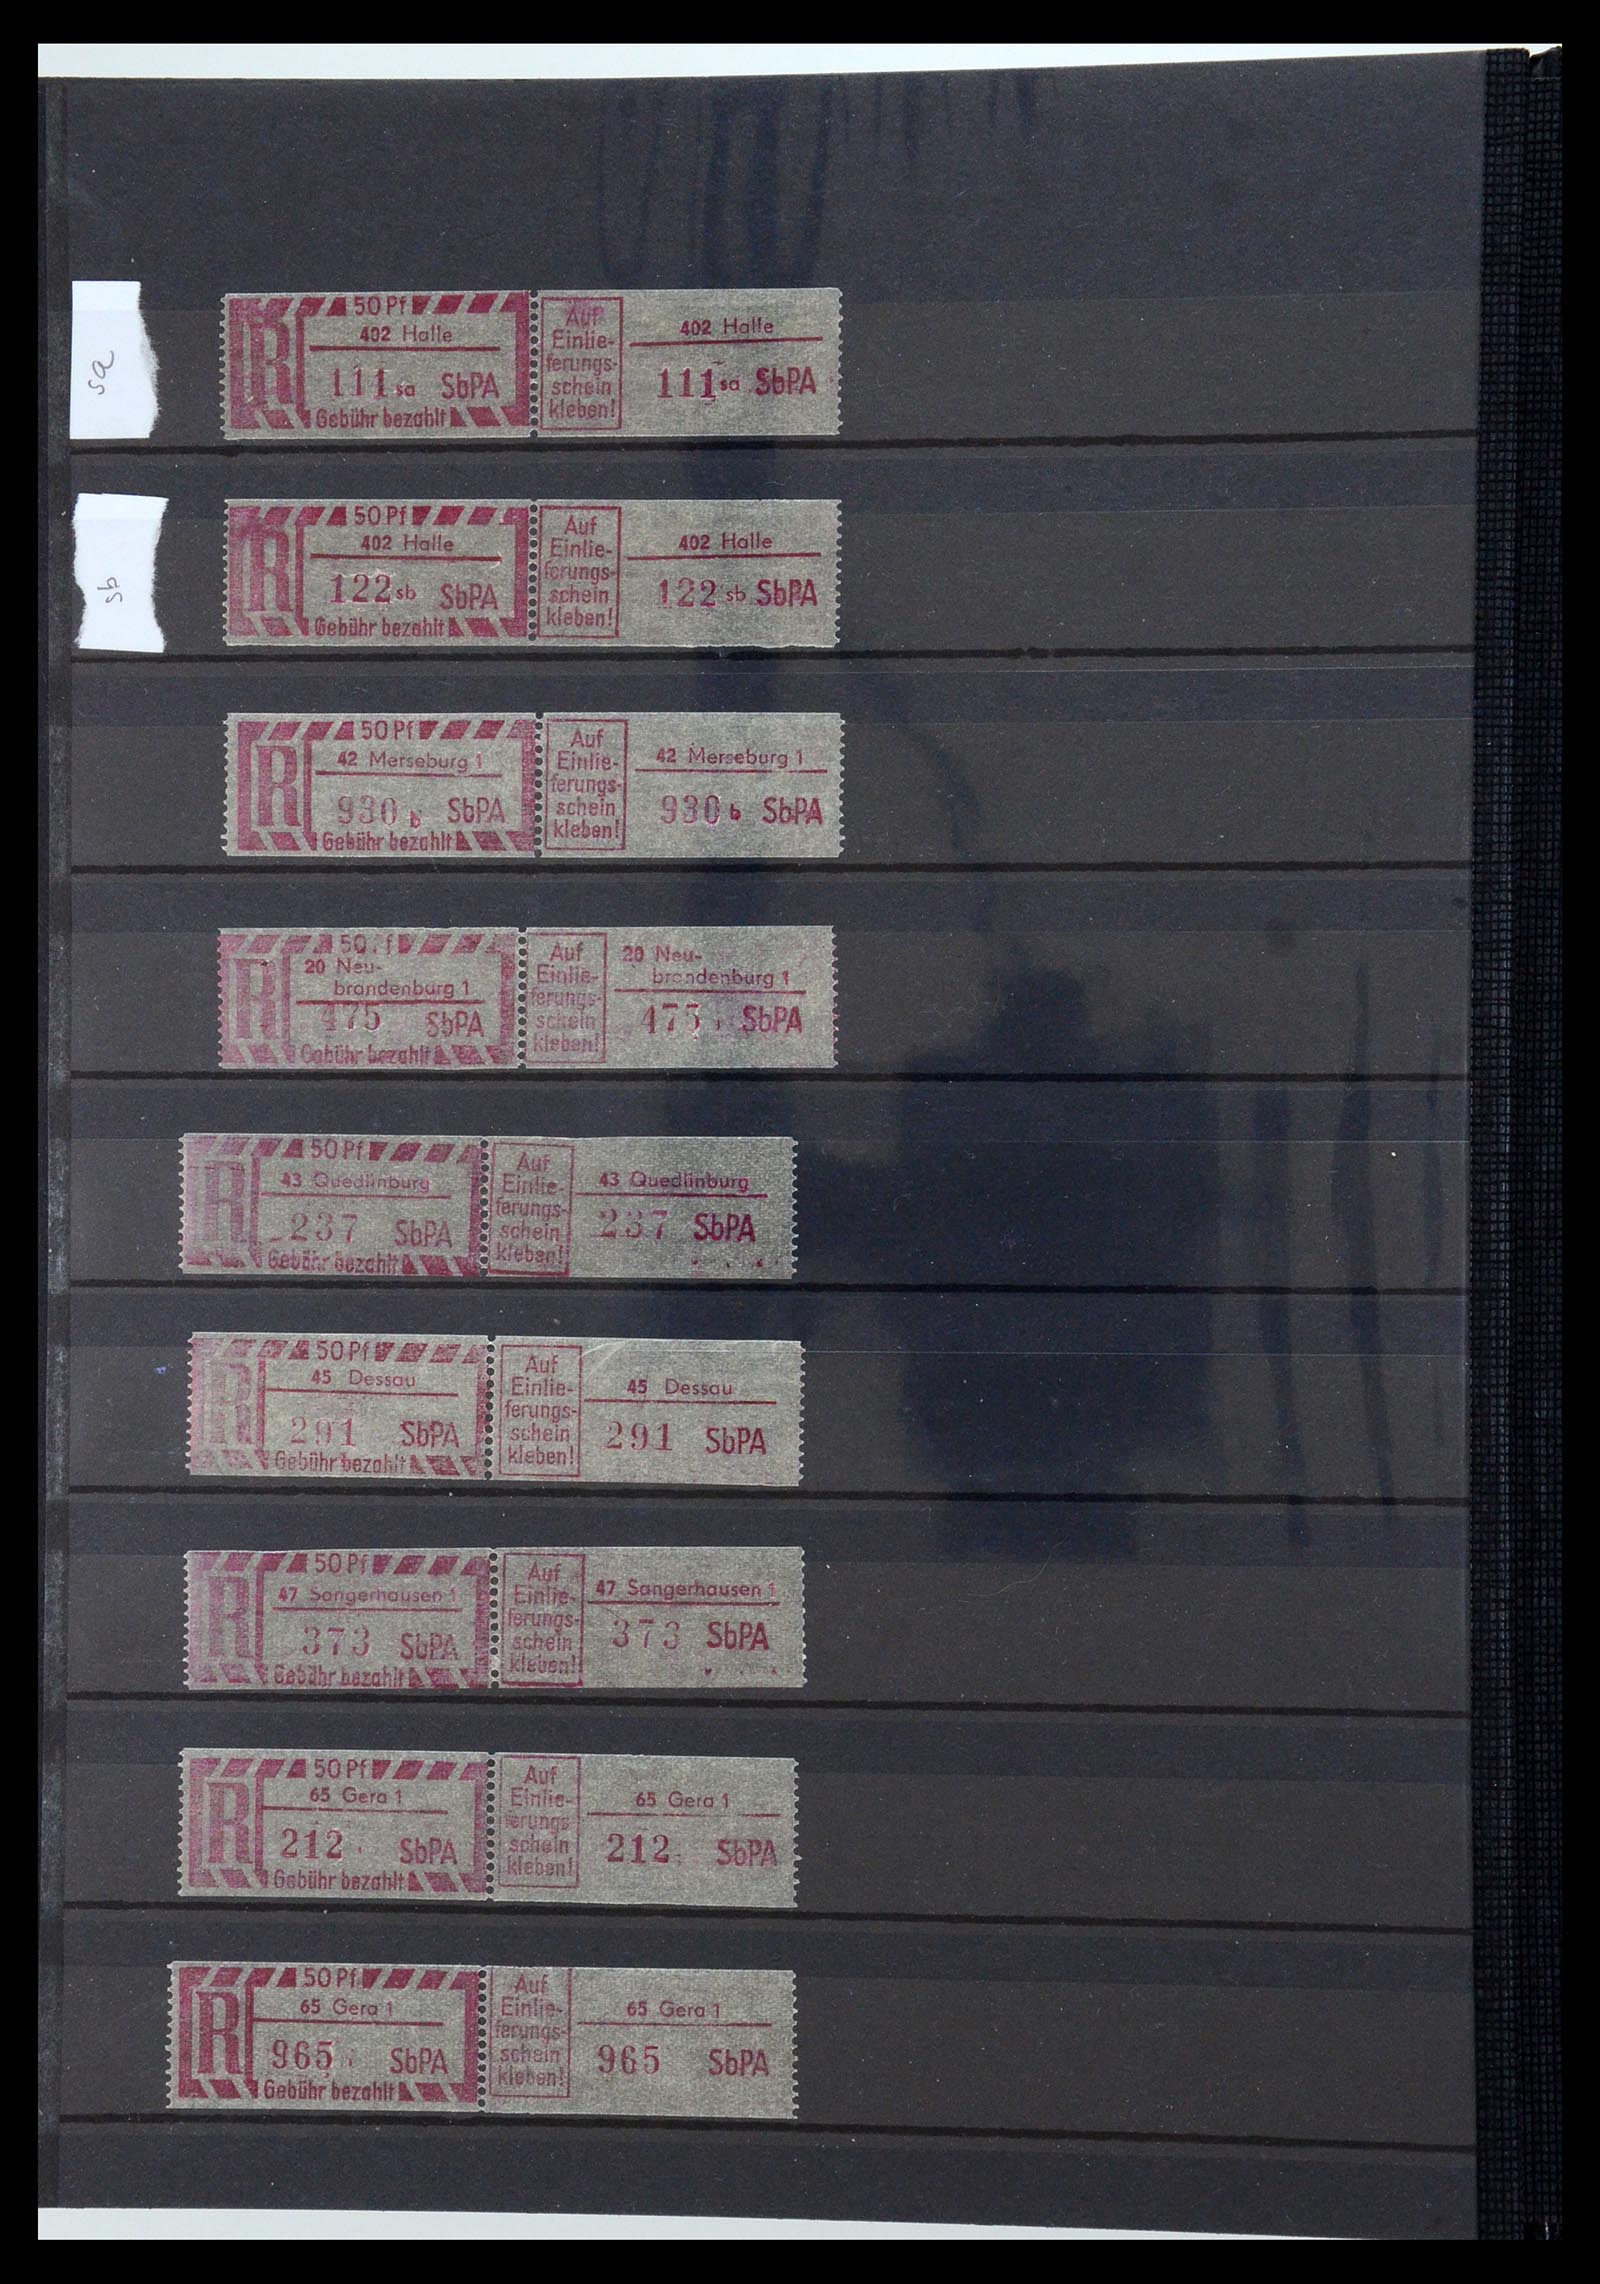 sa
R
50 Pf
402 Halle
111 sa SbPA
Gebühr bezahlt
Auf
Einlie-
ferungs-
schein
kleben!
402 Halle
111 sa SbPA
sb
R
50 Pf
402 Halle
122 sb SbPA
Gebühr bezahlt
Auf
Einlie-
ferungs-
schein
kleben!
402 Halle
122 sb SbPA
R
50 Pf
42 Merseburg 1
930 b SbPA
Gebühr bezahlt
Auf
Einlie-
ferungs-
schein
kleben!
42 Merseburg 1
930 b SbPA
R
50 Pf
20 Neu-
brandenburg 1
475 SbPA
Gebühr bezahlt
Auf
Einlie-
ferungs-
schein
kleben!
20 Neu-
brandenburg 1
475 SbPA
R
50 Pf
43 Quedlinburg
237 SbPA
Gebühr bezahlt
Auf
Einlie-
ferungs-
schein
kleben!
43 Quedlinburg
237 SbPA
R
50 Pf
45 Dessau
291 SbPA
Gebühr bezahlt
Auf
Einlie-
ferungs-
schein
kleben!
45 Dessau
291 SbPA
R
50 Pf
47 Sangerhausen 1
373 SbPA
Gebühr bezahlt
Auf
Einlie-
ferungs-
schein
kleben!
47 Sangerhausen 1
373 SbPA
R
50 Pf
65 Gera 1
212 SbPA
Gebühr bezahlt
Auf
Einlie-
ferungs-
schein
kleben!
65 Gera 1
212 SbPA
R
50 Pf
65 Gera 1
965 SbPA
Gebühr bezahlt
Auf
Einlie-
ferungs-
schein
kleben!
65 Gera 1
965 SbPA